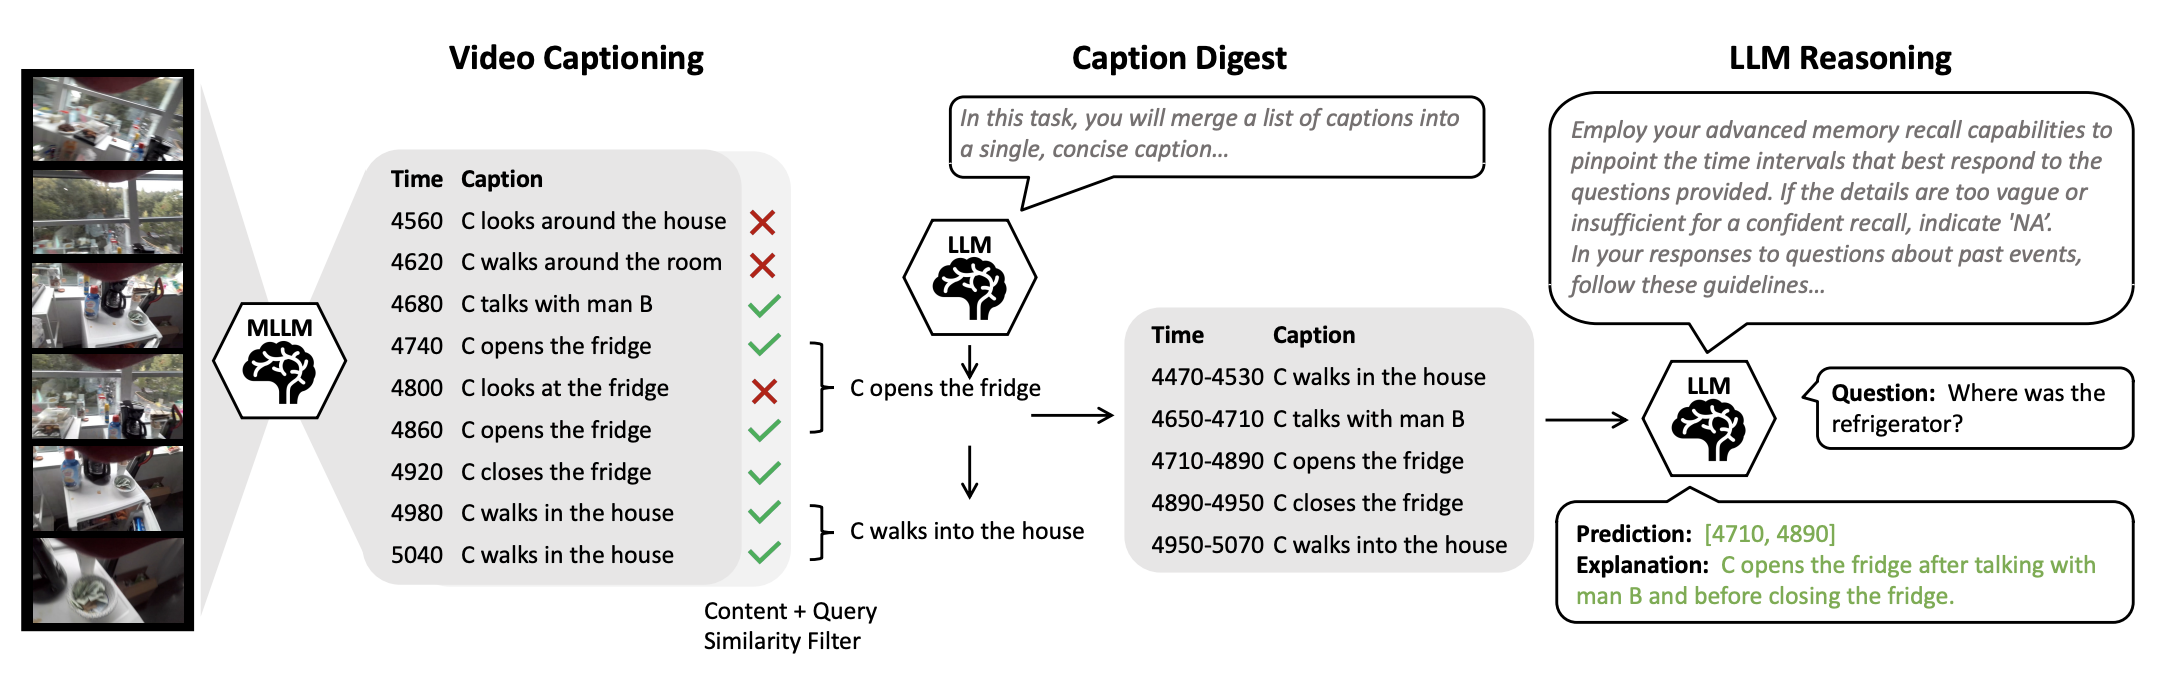 Video Captioning
Time Caption
4560 C looks around the house
4620 C walks around the room
4680 C talks with man B
4740 C opens the fridge
4800 C looks at the fridge
4860 C opens the fridge
4920 C closes the fridge
4980 C walks in the house
5040 C walks in the house
MLLM
Content + Query
Similarity Filter
Caption Digest
In this task, you will merge a list of captions into
a single, concise caption...
LLM
C opens the fridge
C walks into the house
Time Caption
4470-4530 C walks in the house
4650-4710 C talks with man B
4710-4890 C opens the fridge
4890-4950 C closes the fridge
4950-5070 C walks into the house
LLM Reasoning
Employ your advanced memory recall capabilities to
pinpoint the time intervals that best respond to the
questions provided. If the details are too vague or
insufficient for a confident recall, indicate 'NA’.
In your responses to questions about past events,
follow these guidelines...
LLM
Question: Where was the
refrigerator?
Prediction: [4710, 4890]
Explanation: C opens the fridge after talking with
man B and before closing the fridge.